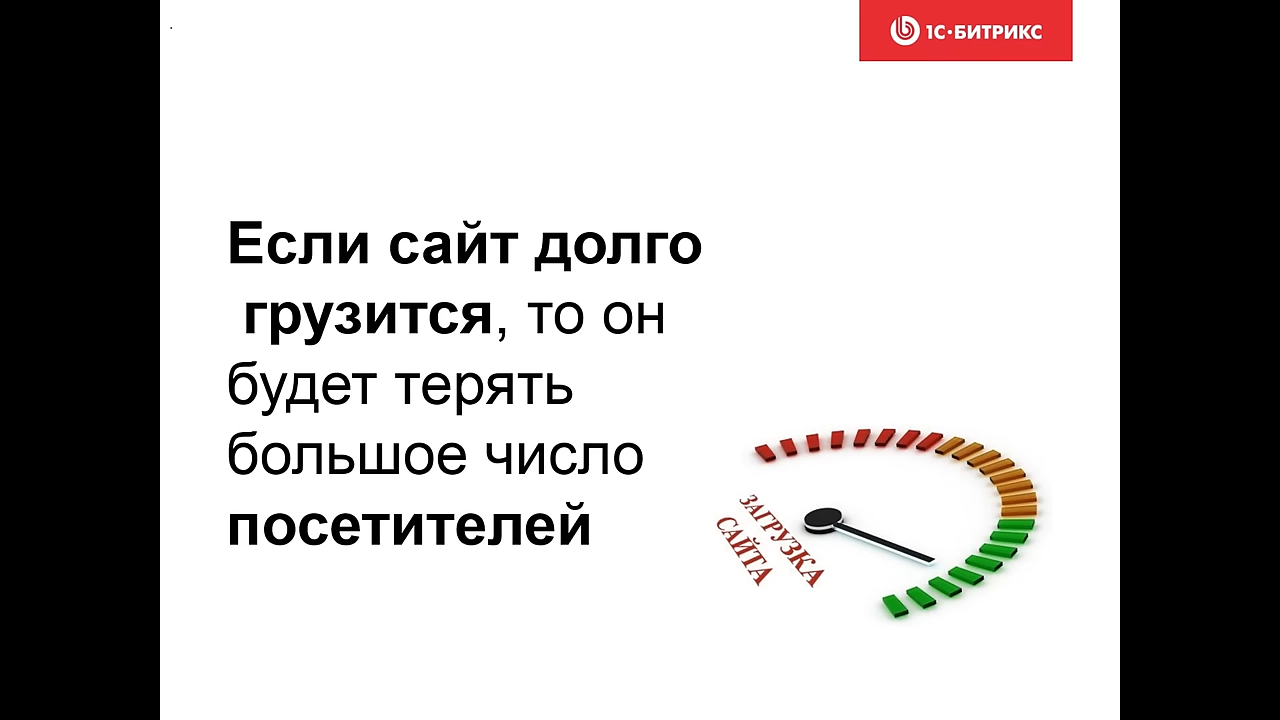 1С·БИТРИКС
Если сайт долго
грузится, то он
будет терять
большое число
посетителей
ЗАГРУЗКА
САЙТА